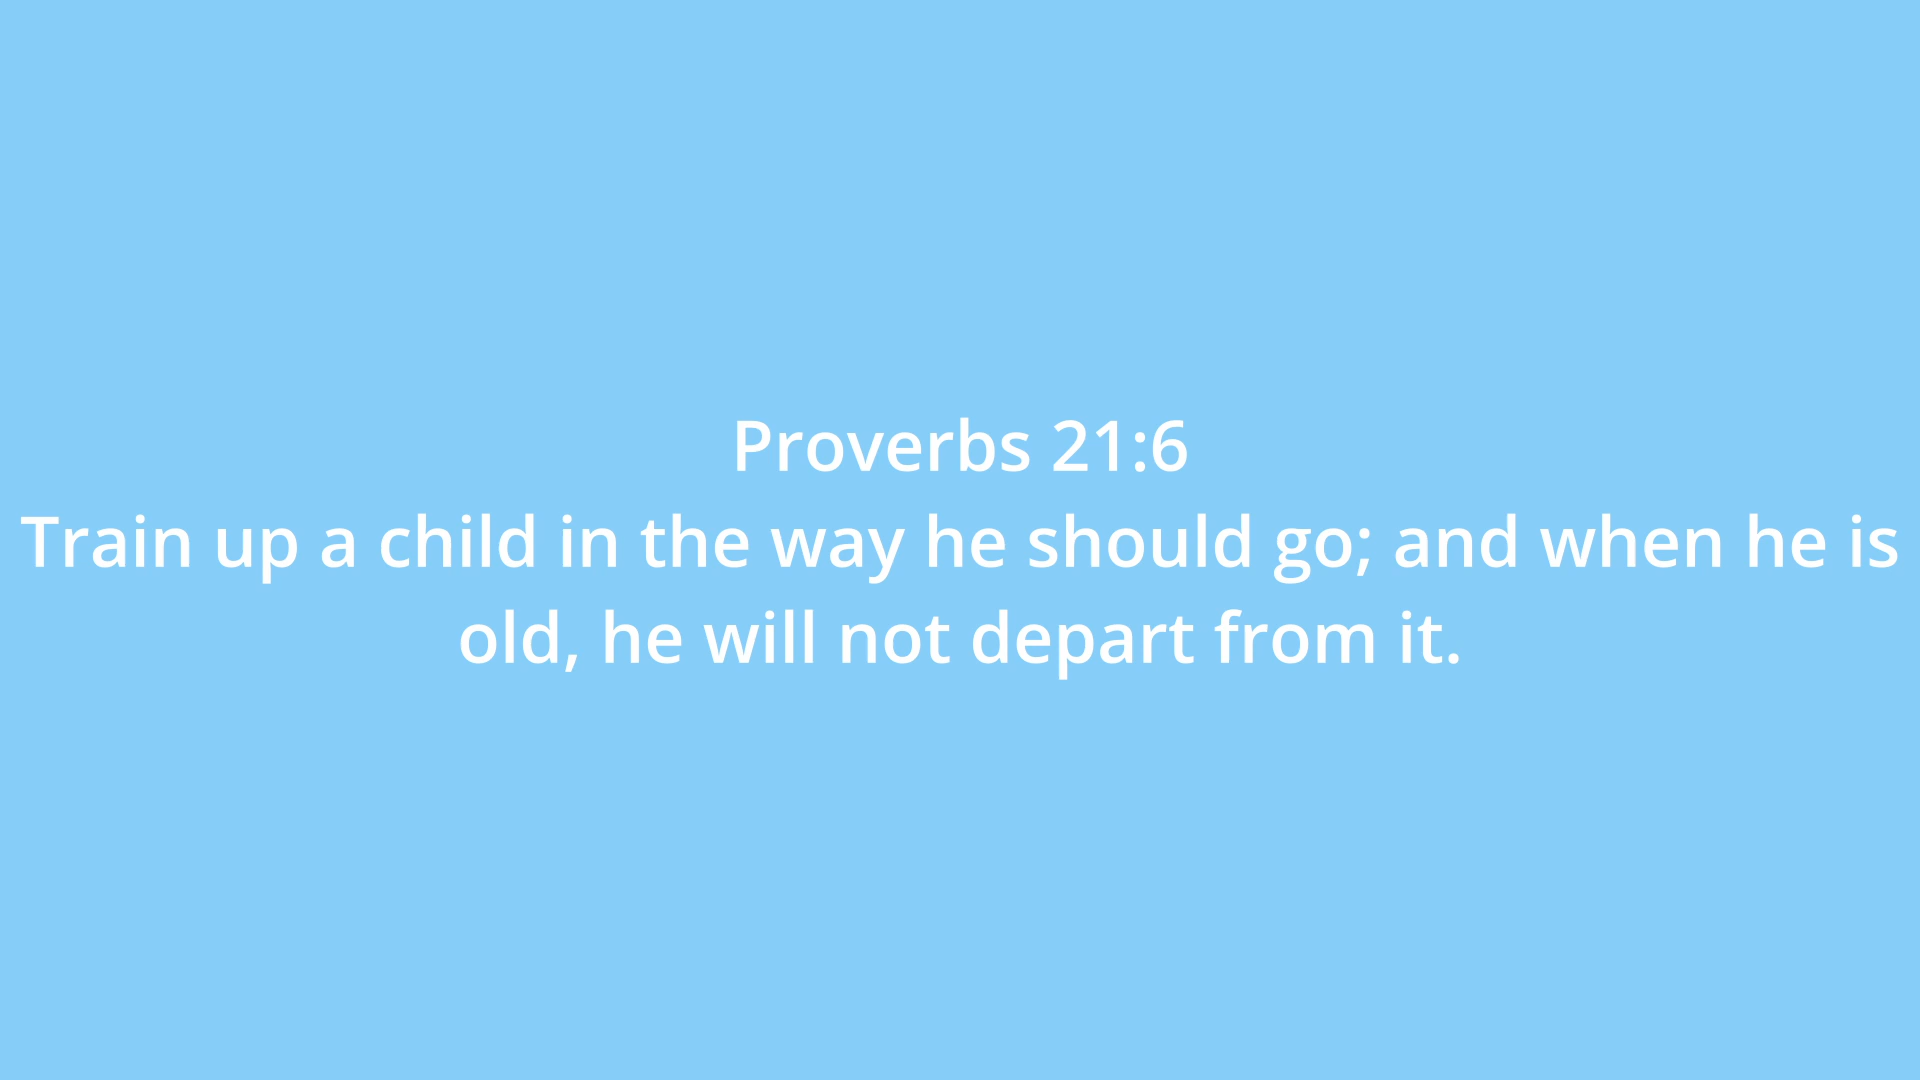 Proverbs 21:6
Train up a child in the way he should go; and when he is
old, he will not depart from it.